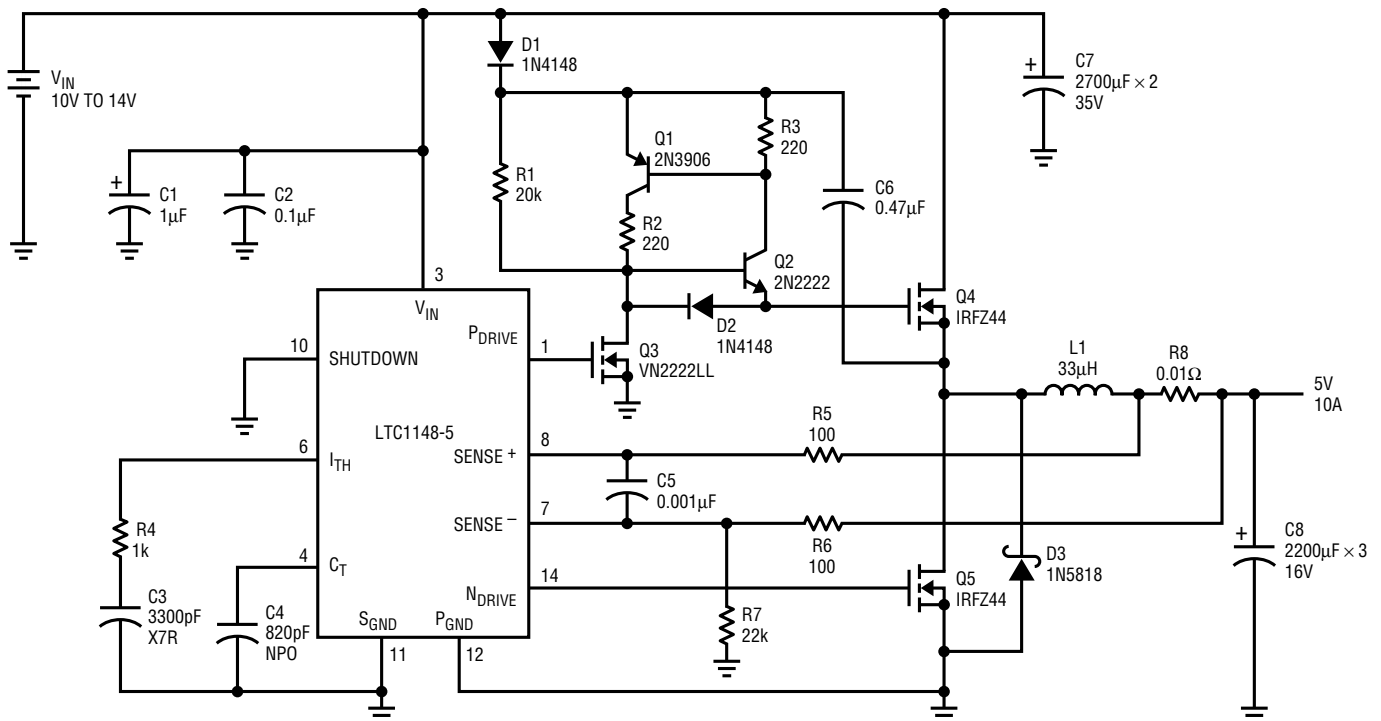 V_IN
10V TO 14V
D1
1N4148
C7
2700μF × 2
35V
+
Q1
2N3906
R3
220
R1
20k
C6
0.47μF
R2
220
+
C1
1μF
C2
0.1μF
Q2
2N2222
3
V_IN
Q4
IRFZ44
D2
1N4148
P_DRIVE
1
10
SHUTDOWN
Q3
VN2222LL
L1
33μH
R8
0.01Ω
5V
10A
LTC1148-5
R5
100
8
SENSE +
6
I_TH
C5
0.001μF
7
SENSE –
R6
100
R4
1k
+
C8
2200μF × 3
16V
D3
1N5818
4
C_T
14
N_DRIVE
Q5
IRFZ44
C3
3300pF
X7R
C4
820pF
NPO
R7
22k
S_GND
P_GND
11
12